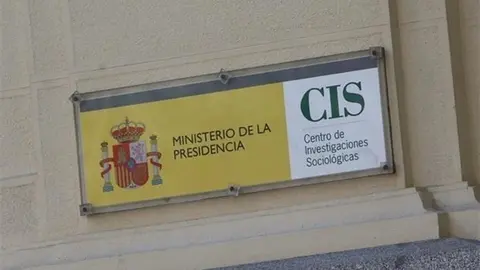 MINISTERIO DE LA
PRESIDENCIA
CIS
Centro de
Investigaciones
Sociológicas